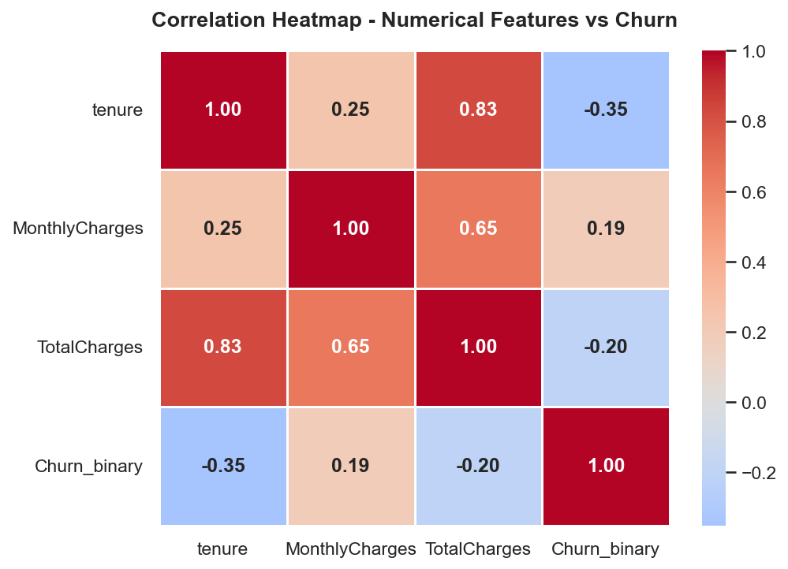 Correlation Heatmap - Numerical Features vs Churn
tenure 1.00 0.25 0.83 -0.35
MonthlyCharges 0.25 1.00 0.65 0.19
TotalCharges 0.83 0.65 1.00 -0.20
Churn_binary -0.35 0.19 -0.20 1.00
tenure MonthlyCharges TotalCharges Churn_binary
1.0
0.8
0.6
0.4
0.2
0.0
−0.2